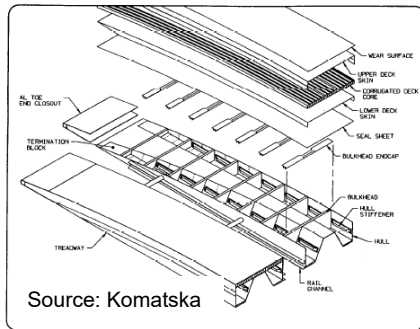 WEAR SURFACE
UPPER DECK
SKIN
CORRUGATED DECK
CORE
LOWER DECK
SKIN
SEAL SHEET
BULKHEAD ENDCAP
AL TOE
END CLOSOUT
TERMINATION
BLOCK
BULKHEAD
HULL
STIFFENER
HULL
TREADWAY
RAIL
CHANNEL
Source: Komatska